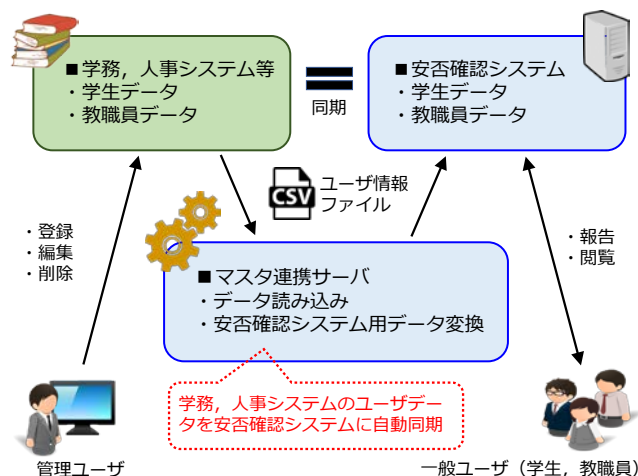 ■学務，人事システム等
・学生データ
・教職員データ
同期
■安否確認システム
・学生データ
・教職員データ
CSV
ユーザ情報
ファイル
・登録
・編集
・削除
・報告
・閲覧
■マスタ連携サーバ
・データ読み込み
・安否確認システム用データ変換
学務，人事システムのユーザデー
タを安否確認システムに自動同期
管理ユーザ
一般ユーザ（学生，教職員）